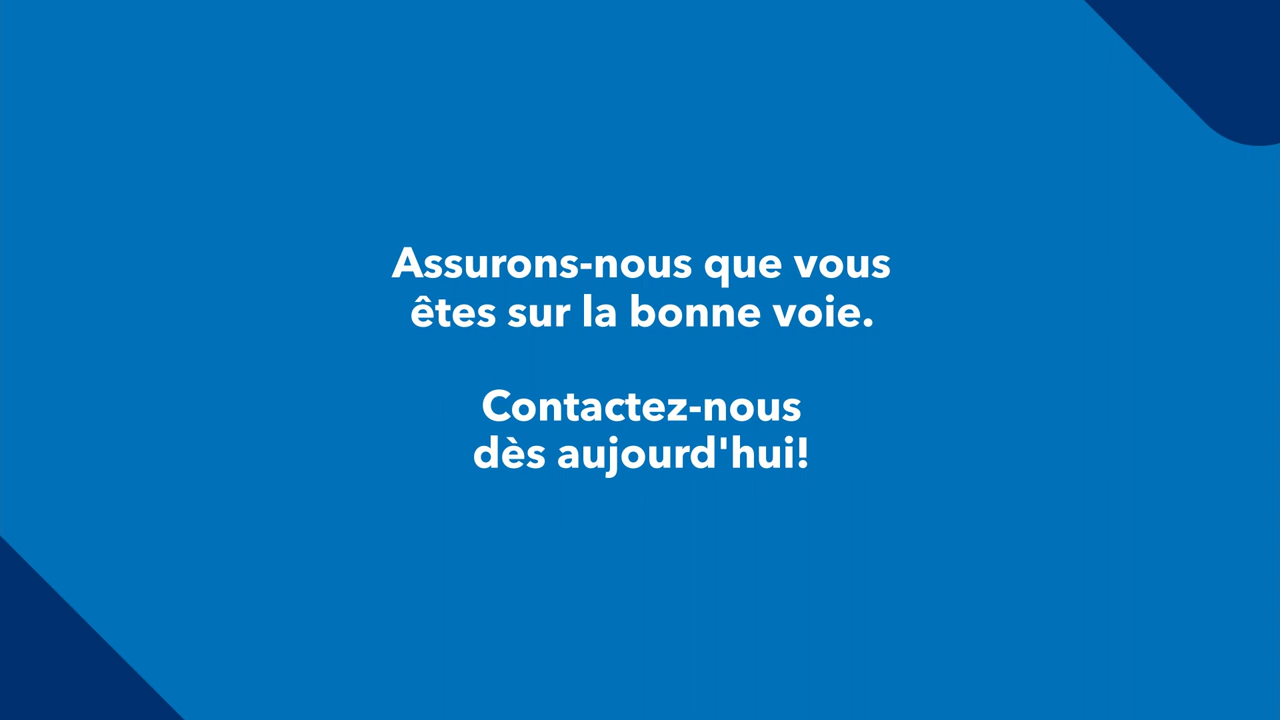 Assurons-nous que vous
êtes sur la bonne voie.
Contactez-nous
dès aujourd'hui!